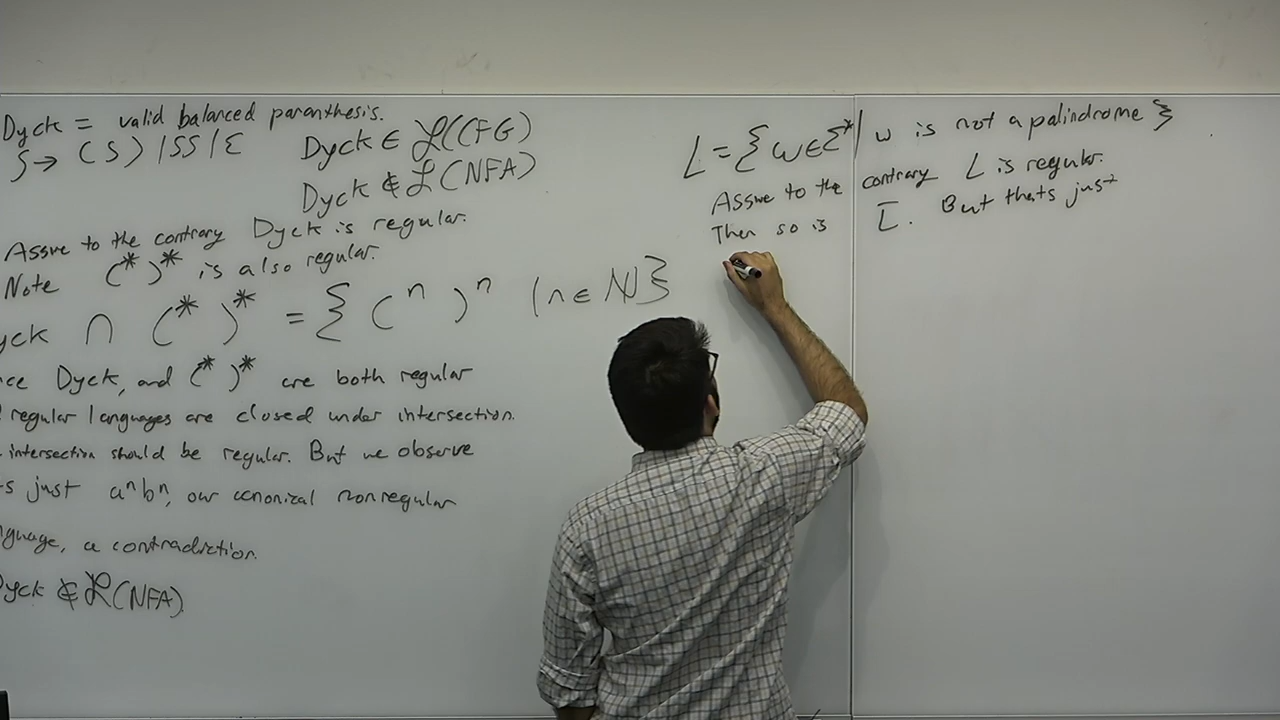 Dyck = valid balanced paranthesis.
S → (S) | SS | ε
Dyck ∈ ℒ(CFG)
Dyck ∉ ℒ(NFA)
Assume to the contrary Dyck is regular.
Note (* )* is also regular.
yck ∩ (* )* = { (ⁿ )ⁿ | n ∈ ℕ }
ce Dyck, and (* )* are both regular
regular languages are closed under intersection.
intersection should be regular. But we observe
s just aⁿbⁿ, our canonical nonregular
nguage, a contradiction.
Dyck ∉ ℒ(NFA)
L = { w ∈ Σ* | w is not a palindrome }
Assume to the contrary L is regular.
Then so is L̅. But thats just